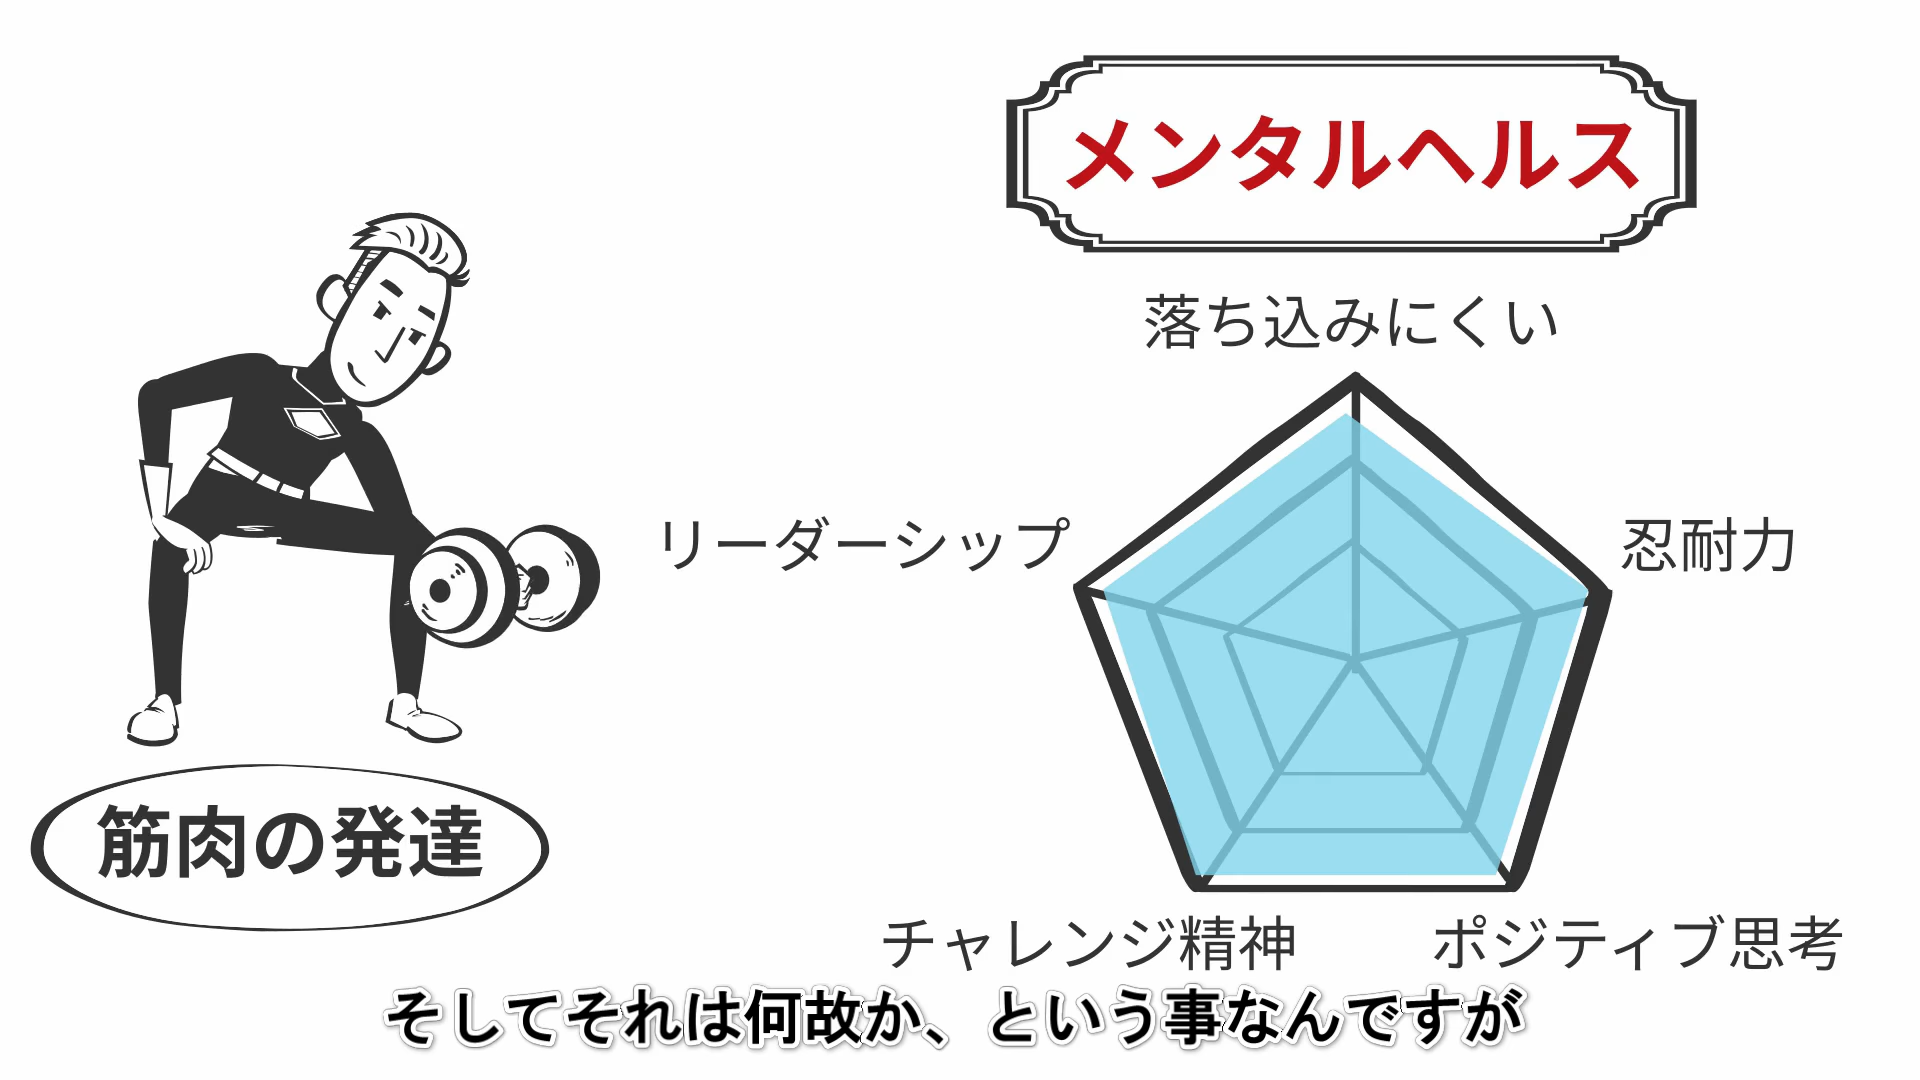 メンタルヘルス
落ち込みにくい
リーダーシップ
忍耐力
筋肉の発達
チャレンジ精神
ポジティブ思考
そしてそれは何故か、という事なんですが